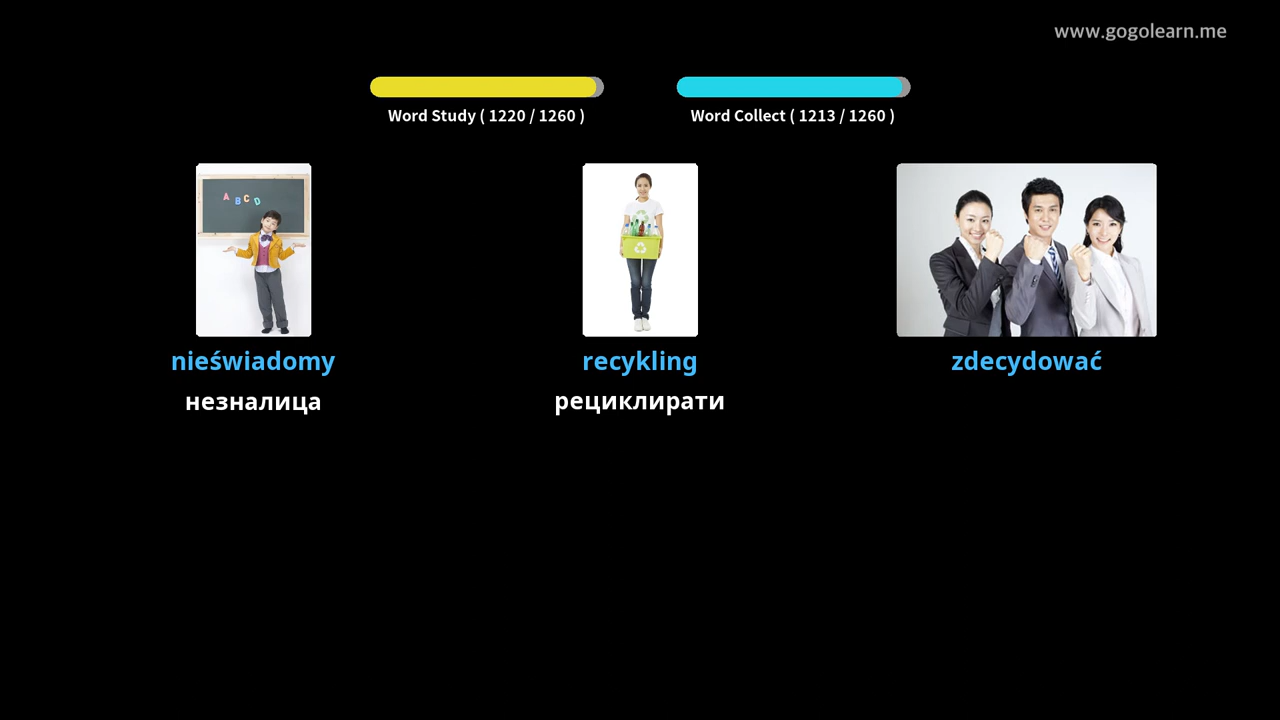 www.gogolearn.me
Word Study ( 1220 / 1260 )
Word Collect ( 1213 / 1260 )
A B C D
nieświadomy
recykling
zdecydować
незналица
рециклирати